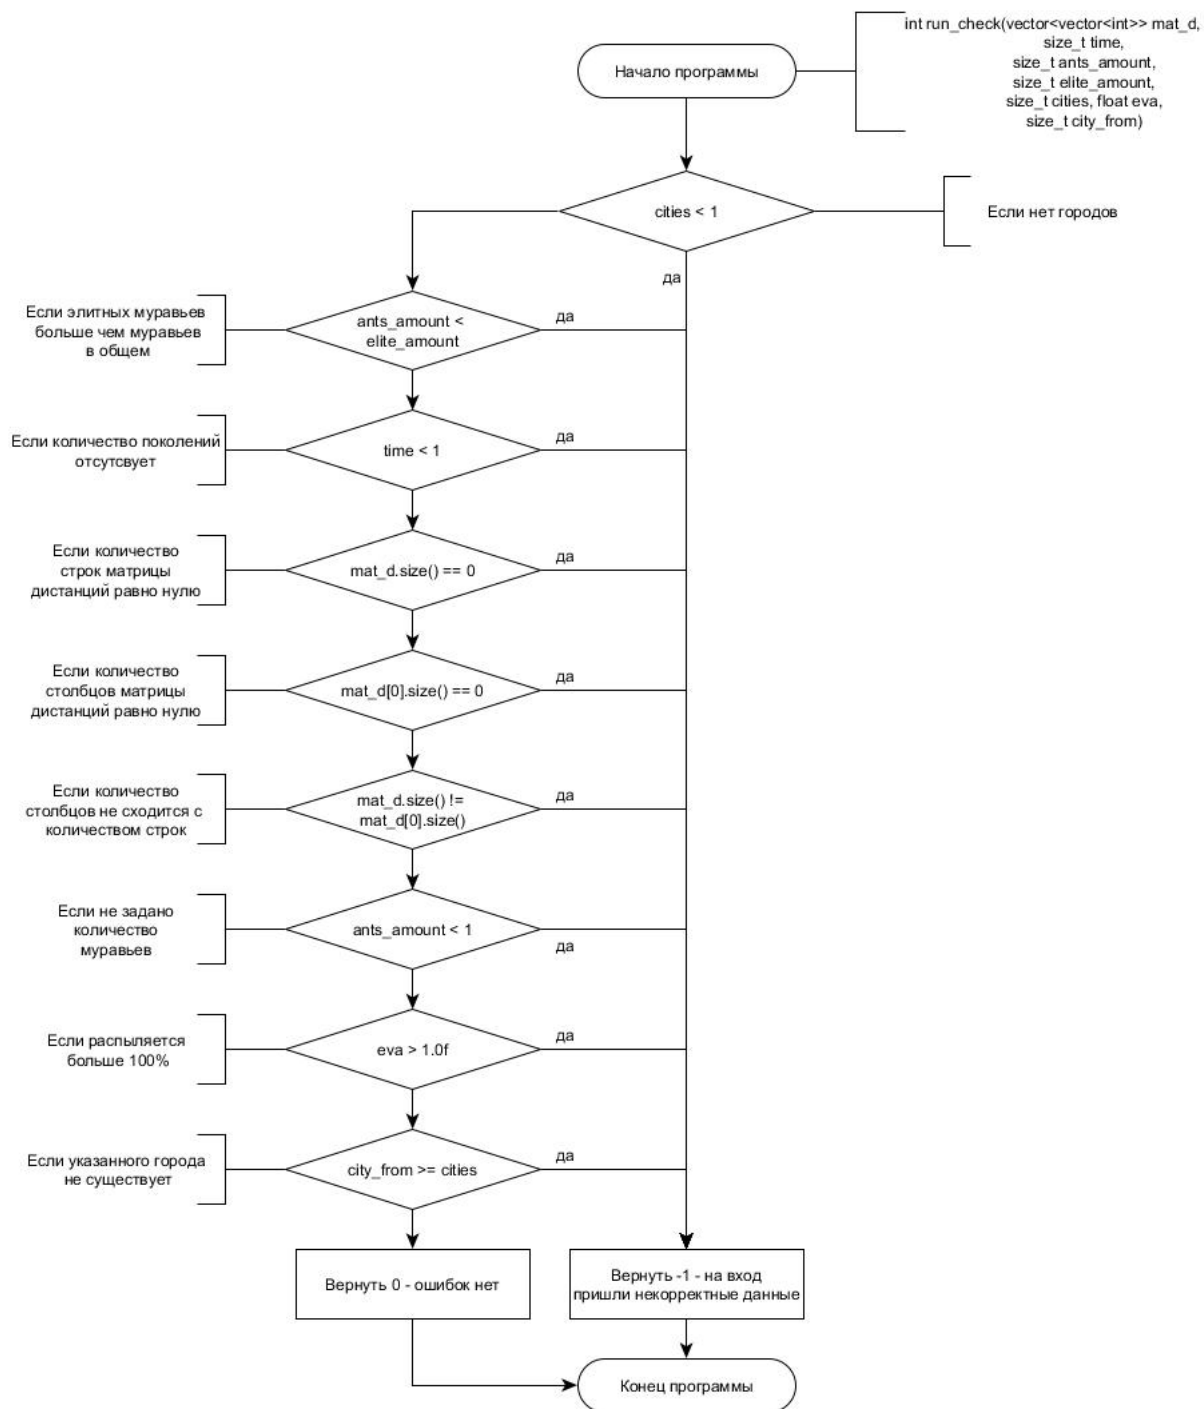 int run_check(vector<vector<int>> mat_d,
size_t time,
size_t ants_amount,
size_t elite_amount,
size_t cities, float eva,
size_t city_from)
Начало программы
cities < 1
Если нет городов
да
Если элитных муравьев
больше чем муравьев
в общем
ants_amount <
elite_amount
да
Если количество поколений
отсутсвует
time < 1
да
Если количество
строк матрицы
дистанций равно нулю
mat_d.size() == 0
да
Если количество
столбцов матрицы
дистанций равно нулю
mat_d[0].size() == 0
да
Если количество
столбцов не сходится с
количеством строк
mat_d.size() !=
mat_d[0].size()
да
Если не задано
количество
муравьев
ants_amount < 1
да
Если распыляется
больше 100%
eva > 1.0f
да
Если указанного города
не существует
city_from >= cities
да
Вернуть 0 - ошибок нет
Вернуть -1 - на вход
пришли некорректные данные
Конец программы